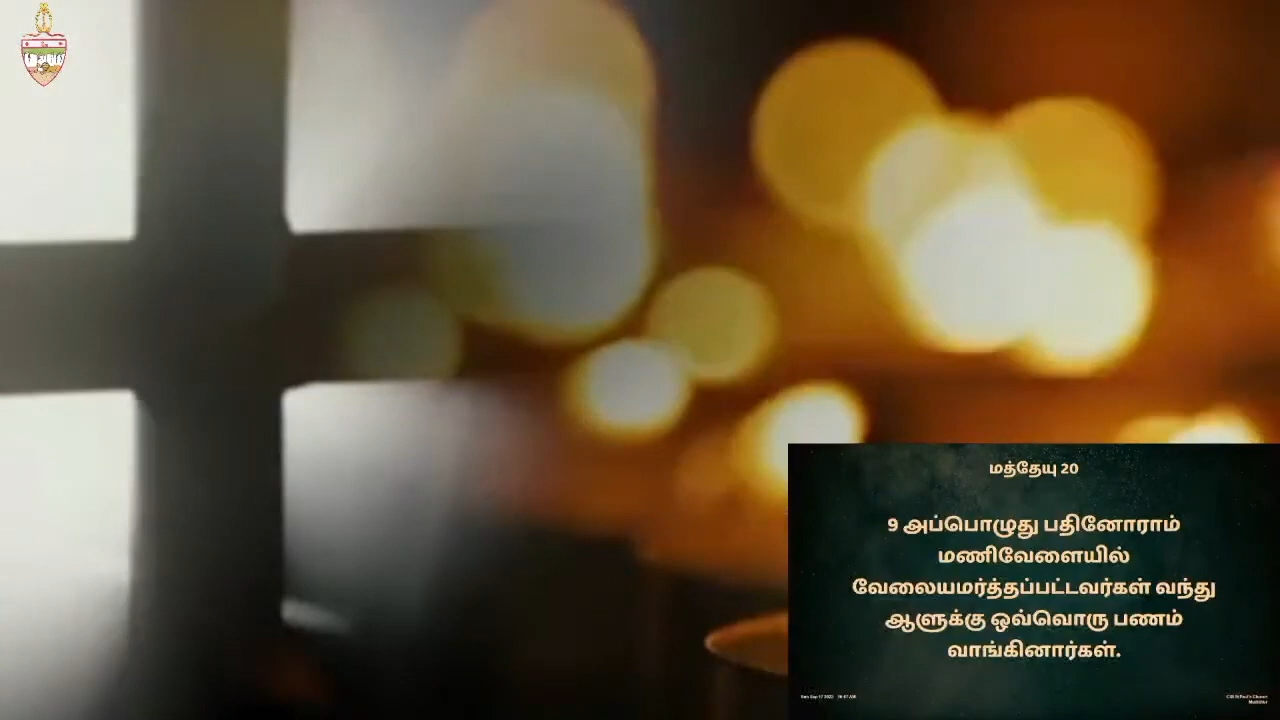 மத்தேயு 20
9 அப்பொழுது பதினோராம்
மணிவேளையில்
வேலையமர்த்தப்பட்டவர்கள் வந்து
ஆளுக்கு ஒவ்வொரு பணம்
வாங்கினார்கள்.